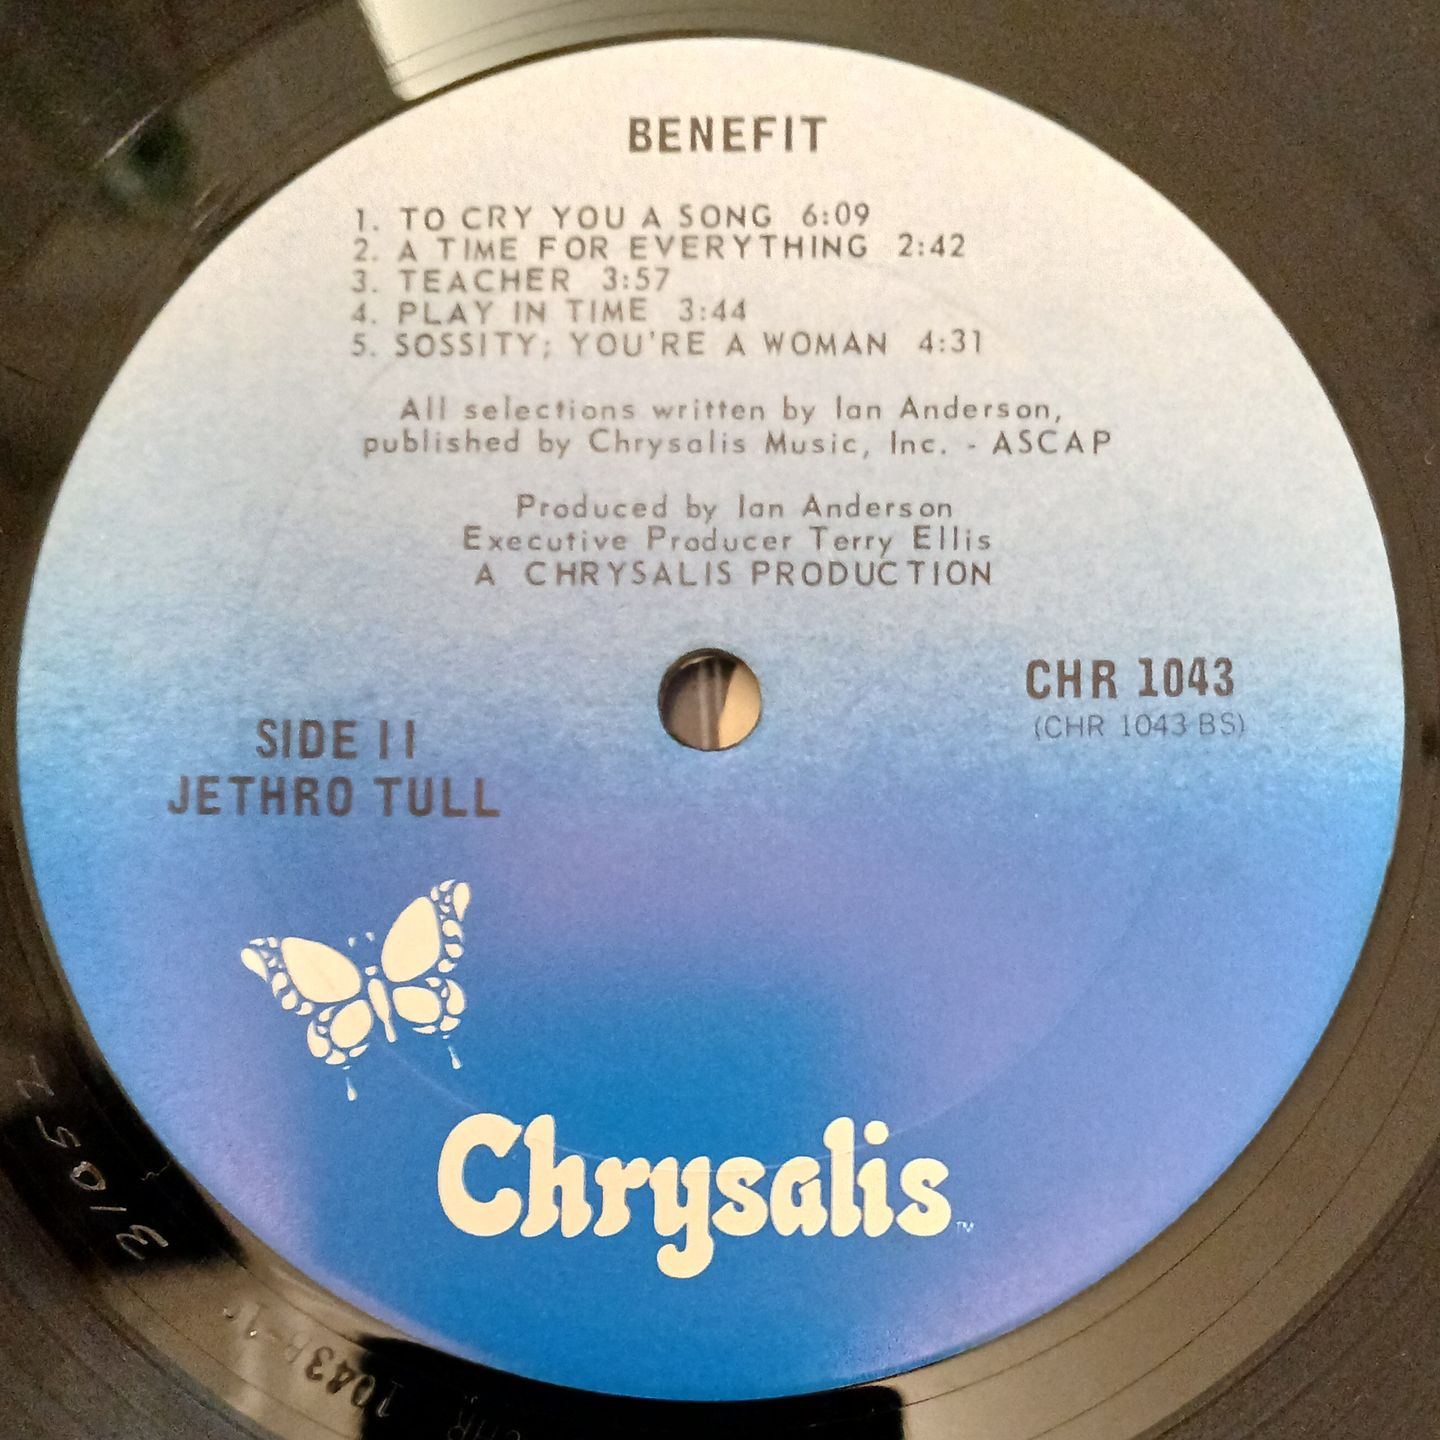 BENEFIT
1. TO CRY YOU A SONG 6:09
2. A TIME FOR EVERYTHING 2:42
3. TEACHER 3:57
4. PLAY IN TIME 3:44
5. SOSSITY; YOU'RE A WOMAN 4:31
All selections written by Ian Anderson,
published by Chrysalis Music, Inc. - ASCAP
Produced by Ian Anderson
Executive Producer Terry Ellis
A CHRYSALIS PRODUCTION
CHR 1043
(CHR 1043 BS)
SIDE II
JETHRO TULL
Chrysalis
TM